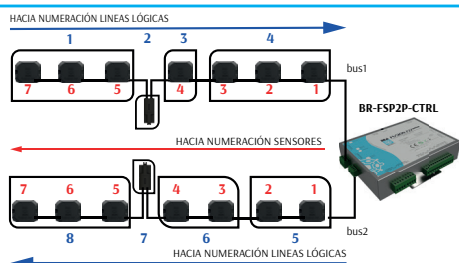 HACIA NUMERACIÓN LINEAS LÓGICAS
1 2 3 4
7 6 5 4 3 2 1
bus1
BR-FSP2P-CTRL
HACIA NUMERACIÓN SENSORES
7 6 5 4 3 2 1
8 7 6 5
bus2
HACIA NUMERACIÓN LINEAS LÓGICAS